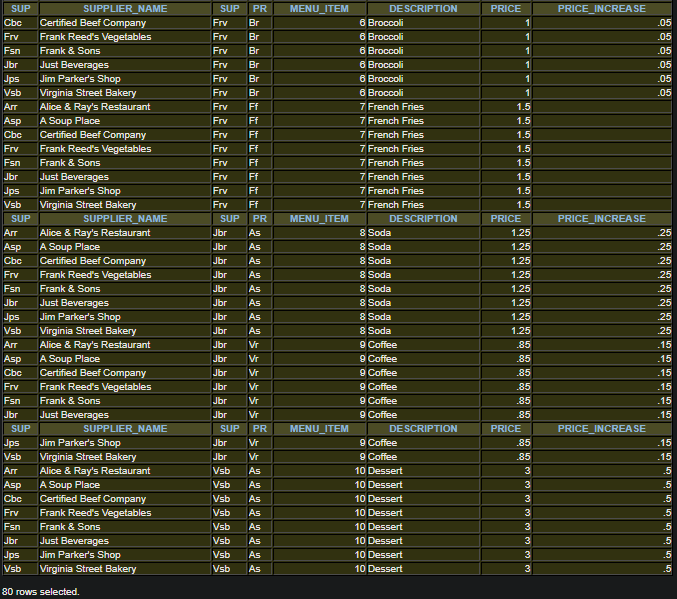 SUP SUPPLIER_NAME SUP PR MENU_ITEM DESCRIPTION PRICE PRICE_INCREASE
Cbc Certified Beef Company Frv Br 6 Broccoli 1 .05
Frv Frank Reed's Vegetables Frv Br 6 Broccoli 1 .05
Fsn Frank & Sons Frv Br 6 Broccoli 1 .05
Jbr Just Beverages Frv Br 6 Broccoli 1 .05
Jps Jim Parker's Shop Frv Br 6 Broccoli 1 .05
Vsb Virginia Street Bakery Frv Br 6 Broccoli 1 .05
Arr Alice & Ray's Restaurant Frv Ff 7 French Fries 1.5
Asp A Soup Place Frv Ff 7 French Fries 1.5
Cbc Certified Beef Company Frv Ff 7 French Fries 1.5
Frv Frank Reed's Vegetables Frv Ff 7 French Fries 1.5
Fsn Frank & Sons Frv Ff 7 French Fries 1.5
Jbr Just Beverages Frv Ff 7 French Fries 1.5
Jps Jim Parker's Shop Frv Ff 7 French Fries 1.5
Vsb Virginia Street Bakery Frv Ff 7 French Fries 1.5
SUP SUPPLIER_NAME SUP PR MENU_ITEM DESCRIPTION PRICE PRICE_INCREASE
Arr Alice & Ray's Restaurant Jbr As 8 Soda 1.25 .25
Asp A Soup Place Jbr As 8 Soda 1.25 .25
Cbc Certified Beef Company Jbr As 8 Soda 1.25 .25
Frv Frank Reed's Vegetables Jbr As 8 Soda 1.25 .25
Fsn Frank & Sons Jbr As 8 Soda 1.25 .25
Jbr Just Beverages Jbr As 8 Soda 1.25 .25
Jps Jim Parker's Shop Jbr As 8 Soda 1.25 .25
Vsb Virginia Street Bakery Jbr As 8 Soda 1.25 .25
Arr Alice & Ray's Restaurant Jbr Vr 9 Coffee .85 .15
Asp A Soup Place Jbr Vr 9 Coffee .85 .15
Cbc Certified Beef Company Jbr Vr 9 Coffee .85 .15
Frv Frank Reed's Vegetables Jbr Vr 9 Coffee .85 .15
Fsn Frank & Sons Jbr Vr 9 Coffee .85 .15
Jbr Just Beverages Jbr Vr 9 Coffee .85 .15
SUP SUPPLIER_NAME SUP PR MENU_ITEM DESCRIPTION PRICE PRICE_INCREASE
Jps Jim Parker's Shop Jbr Vr 9 Coffee .85 .15
Vsb Virginia Street Bakery Jbr Vr 9 Coffee .85 .15
Arr Alice & Ray's Restaurant Vsb As 10 Dessert 3 .5
Asp A Soup Place Vsb As 10 Dessert 3 .5
Cbc Certified Beef Company Vsb As 10 Dessert 3 .5
Frv Frank Reed's Vegetables Vsb As 10 Dessert 3 .5
Fsn Frank & Sons Vsb As 10 Dessert 3 .5
Jbr Just Beverages Vsb As 10 Dessert 3 .5
Jps Jim Parker's Shop Vsb As 10 Dessert 3 .5
Vsb Virginia Street Bakery Vsb As 10 Dessert 3 .5
80 rows selected.